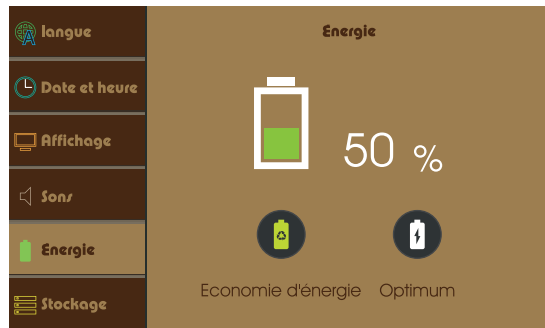 langue
Date et heure
Affichage
Sons
Energie
Stockage
Energie
50 %
Economie d'énergie
Optimum